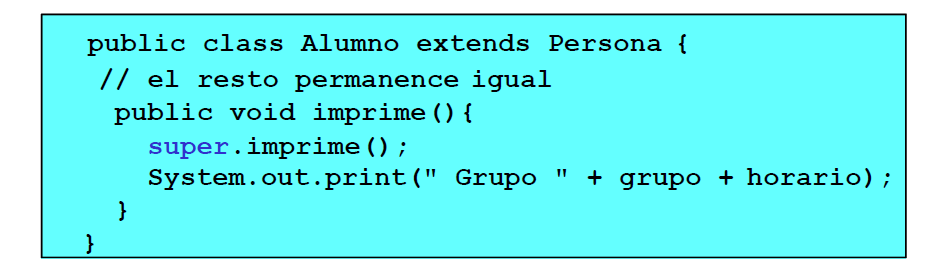 public class Alumno extends Persona {
// el resto permanence igual
public void imprime(){
super.imprime();
System.out.print(" Grupo " + grupo + horario);
}
}